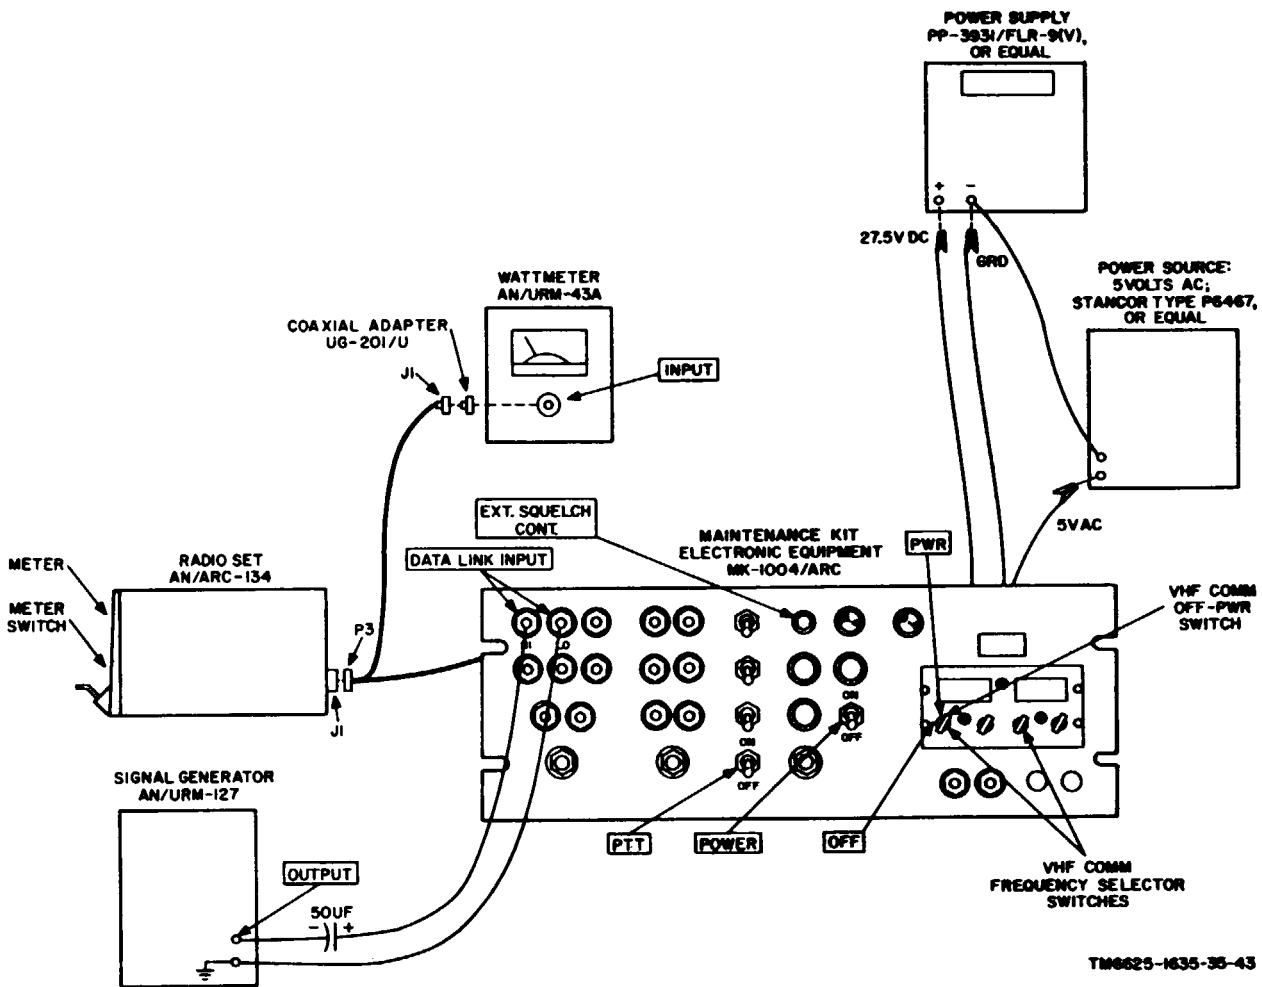 POWER SUPPLY
PP-3931/FLR-9(V),
OR EQUAL
+ -
27.5V DC
GRD
POWER SOURCE:
5VOLTS AC;
STANCOR TYPE P6467,
OR EQUAL
5VAC
WATTMETER
AN/URM-43A
COAXIAL ADAPTER
UG-201/U
J1
INPUT
EXT. SQUELCH
CONT.
DATA LINK INPUT
MAINTENANCE KIT
ELECTRONIC EQUIPMENT
MK-1004/ARC
PWR
VHF COMM
OFF-PWR
SWITCH
METER
METER
SWITCH
RADIO SET
AN/ARC-134
P3
J1
HI
LO
ON
OFF
ON
OFF
PTT
POWER
OFF
VHF COMM
FREQUENCY SELECTOR
SWITCHES
SIGNAL GENERATOR
AN/URM-127
OUTPUT
50UF
- +
TM6625-1635-35-43